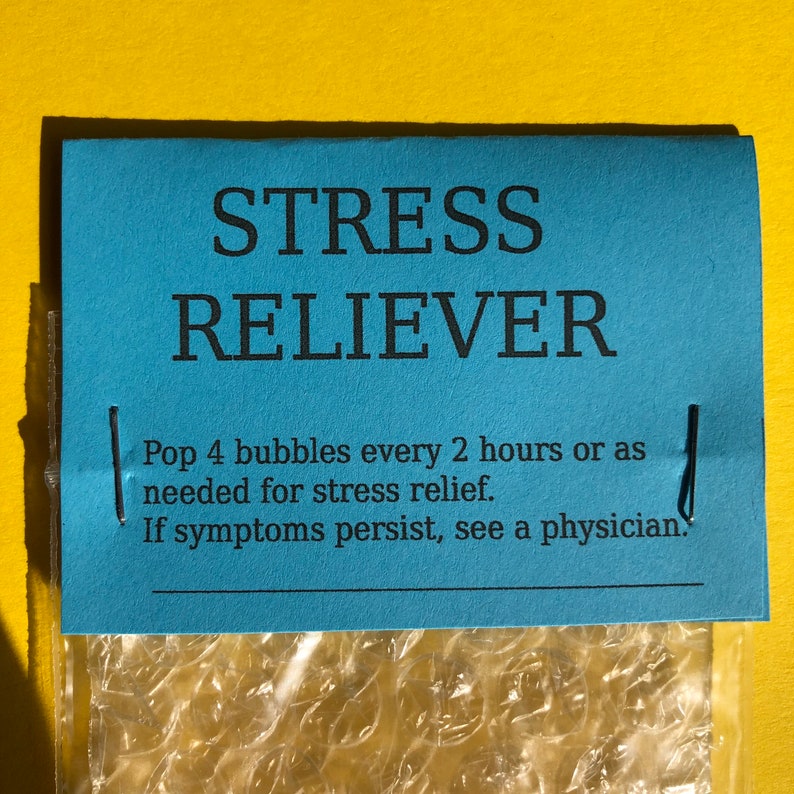 STRESS
RELIEVER
Pop 4 bubbles every 2 hours or as
needed for stress relief.
If symptoms persist, see a physician.